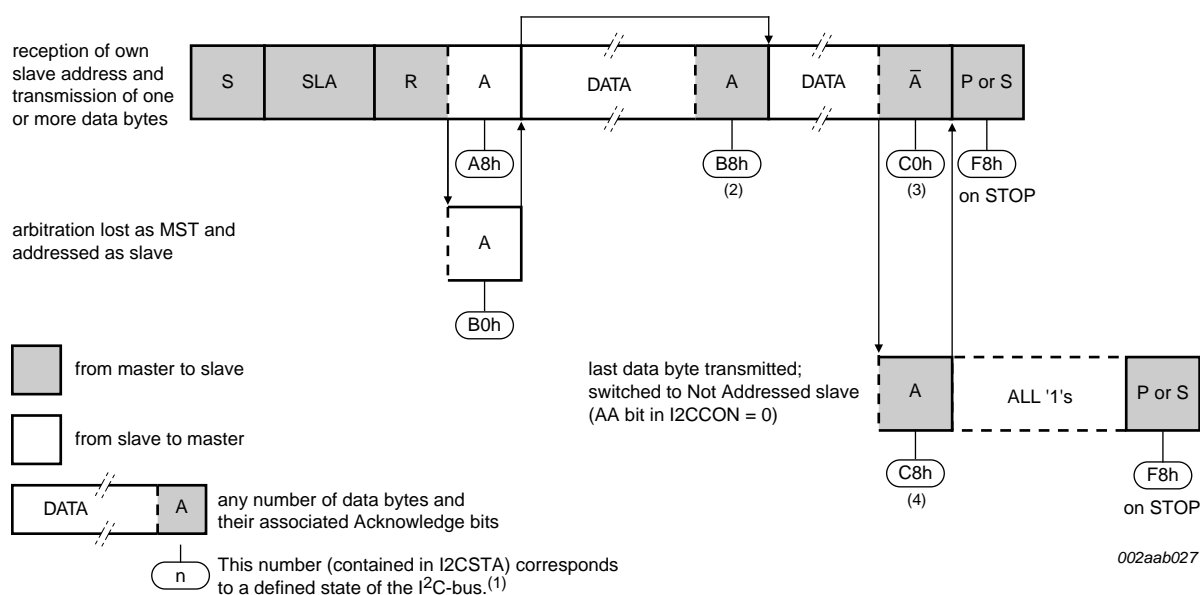 reception of own
slave address and
transmission of one
or more data bytes
S SLA R A DATA A DATA A̅ P or S
A8h B8h C0h F8h
(2) (3) on STOP
arbitration lost as MST and
addressed as slave
A
B0h
from master to slave
from slave to master
last data byte transmitted;
switched to Not Addressed slave
(AA bit in I2CCON = 0)
A ALL '1's P or S
C8h F8h
(4) on STOP
DATA A
any number of data bytes and
their associated Acknowledge bits
n
This number (contained in I2CSTA) corresponds
to a defined state of the I²C-bus.(1)
002aab027